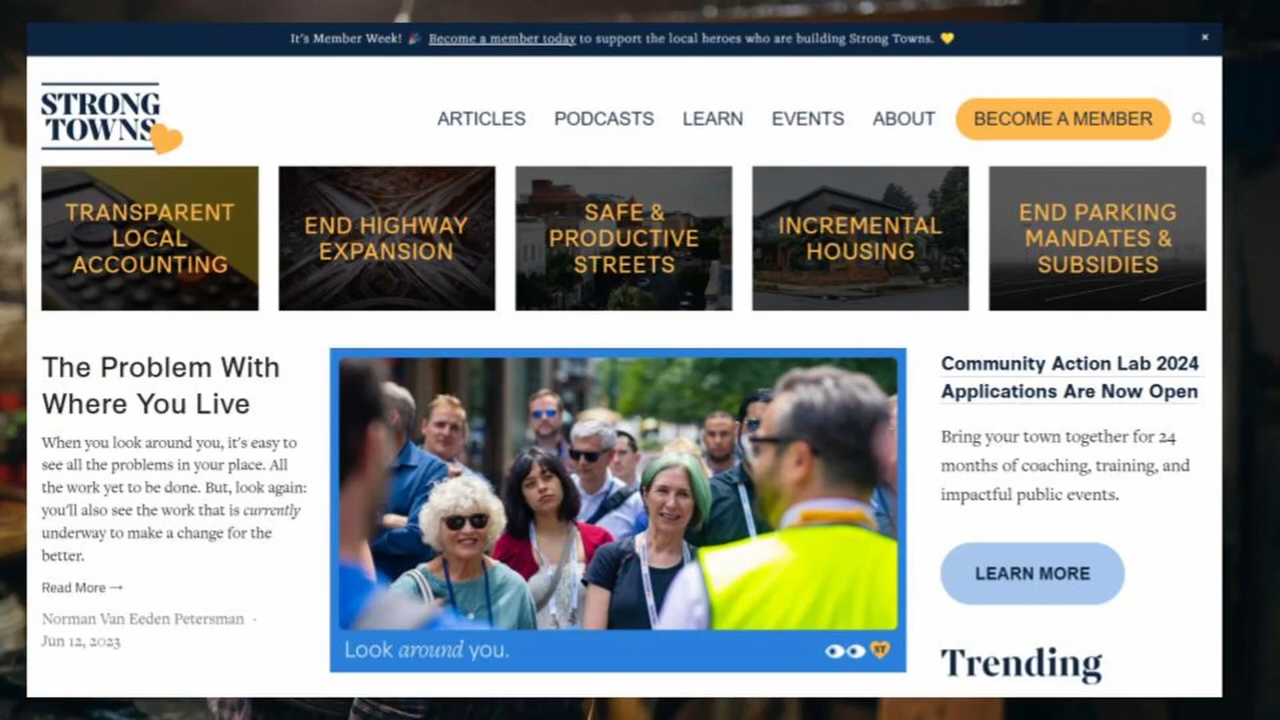 It's Member Week! 🎉 Become a member today to support the local heroes who are building Strong Towns. 💛 ×
STRONG
TOWNS
ARTICLES PODCASTS LEARN EVENTS ABOUT BECOME A MEMBER
TRANSPARENT
LOCAL
ACCOUNTING
END HIGHWAY
EXPANSION
SAFE &
PRODUCTIVE
STREETS
INCREMENTAL
HOUSING
END PARKING
MANDATES &
SUBSIDIES
The Problem With
Where You Live
When you look around you, it's easy to
see all the problems in your place. All
the work yet to be done. But, look again:
you'll also see the work that is currently
underway to make a change for the
better.
Read More →
Norman Van Eeden Petersman ·
Jun 12, 2023
Look around you.
ST
Community Action Lab 2024
Applications Are Now Open
Bring your town together for 24
months of coaching, training, and
impactful public events.
LEARN MORE
Trending